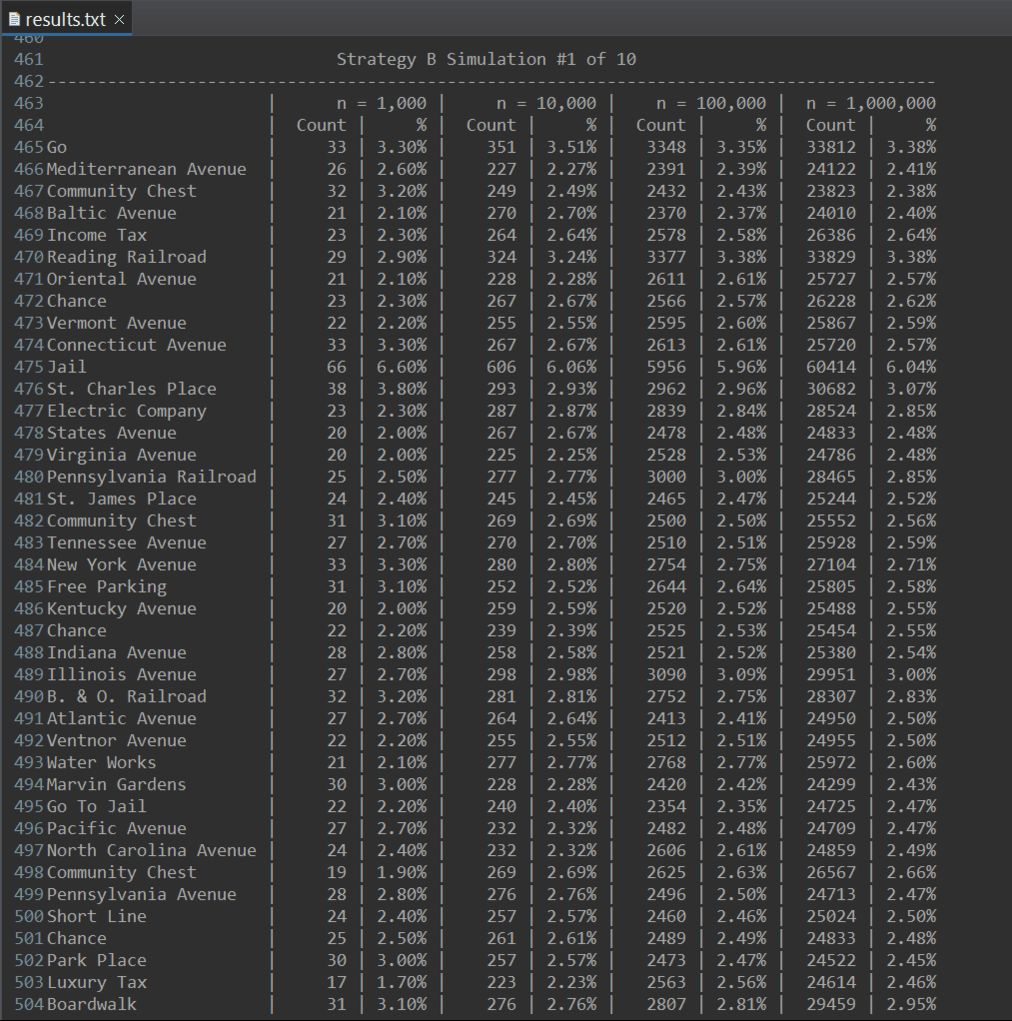 results.txt ×
460
461 Strategy B Simulation #1 of 10
462 -----------------------------------------------------------------------------------------
463 | n = 1,000 | n = 10,000 | n = 100,000 | n = 1,000,000
464 | Count | % | Count | % | Count | % | Count | %
465 Go | 33 | 3.30% | 351 | 3.51% | 3348 | 3.35% | 33812 | 3.38%
466 Mediterranean Avenue | 26 | 2.60% | 227 | 2.27% | 2391 | 2.39% | 24122 | 2.41%
467 Community Chest | 32 | 3.20% | 249 | 2.49% | 2432 | 2.43% | 23823 | 2.38%
468 Baltic Avenue | 21 | 2.10% | 270 | 2.70% | 2370 | 2.37% | 24010 | 2.40%
469 Income Tax | 23 | 2.30% | 264 | 2.64% | 2578 | 2.58% | 26386 | 2.64%
470 Reading Railroad | 29 | 2.90% | 324 | 3.24% | 3377 | 3.38% | 33829 | 3.38%
471 Oriental Avenue | 21 | 2.10% | 228 | 2.28% | 2611 | 2.61% | 25727 | 2.57%
472 Chance | 23 | 2.30% | 267 | 2.67% | 2566 | 2.57% | 26228 | 2.62%
473 Vermont Avenue | 22 | 2.20% | 255 | 2.55% | 2595 | 2.60% | 25867 | 2.59%
474 Connecticut Avenue | 33 | 3.30% | 267 | 2.67% | 2613 | 2.61% | 25720 | 2.57%
475 Jail | 66 | 6.60% | 606 | 6.06% | 5956 | 5.96% | 60414 | 6.04%
476 St. Charles Place | 38 | 3.80% | 293 | 2.93% | 2962 | 2.96% | 30682 | 3.07%
477 Electric Company | 23 | 2.30% | 287 | 2.87% | 2839 | 2.84% | 28524 | 2.85%
478 States Avenue | 20 | 2.00% | 267 | 2.67% | 2478 | 2.48% | 24833 | 2.48%
479 Virginia Avenue | 20 | 2.00% | 225 | 2.25% | 2528 | 2.53% | 24786 | 2.48%
480 Pennsylvania Railroad | 25 | 2.50% | 277 | 2.77% | 3000 | 3.00% | 28465 | 2.85%
481 St. James Place | 24 | 2.40% | 245 | 2.45% | 2465 | 2.47% | 25244 | 2.52%
482 Community Chest | 31 | 3.10% | 269 | 2.69% | 2500 | 2.50% | 25552 | 2.56%
483 Tennessee Avenue | 27 | 2.70% | 270 | 2.70% | 2510 | 2.51% | 25928 | 2.59%
484 New York Avenue | 33 | 3.30% | 280 | 2.80% | 2754 | 2.75% | 27104 | 2.71%
485 Free Parking | 31 | 3.10% | 252 | 2.52% | 2644 | 2.64% | 25805 | 2.58%
486 Kentucky Avenue | 20 | 2.00% | 259 | 2.59% | 2520 | 2.52% | 25488 | 2.55%
487 Chance | 22 | 2.20% | 239 | 2.39% | 2525 | 2.53% | 25454 | 2.55%
488 Indiana Avenue | 28 | 2.80% | 258 | 2.58% | 2521 | 2.52% | 25380 | 2.54%
489 Illinois Avenue | 27 | 2.70% | 298 | 2.98% | 3090 | 3.09% | 29951 | 3.00%
490 B. & O. Railroad | 32 | 3.20% | 281 | 2.81% | 2752 | 2.75% | 28307 | 2.83%
491 Atlantic Avenue | 27 | 2.70% | 264 | 2.64% | 2413 | 2.41% | 24950 | 2.50%
492 Ventnor Avenue | 22 | 2.20% | 255 | 2.55% | 2512 | 2.51% | 24955 | 2.50%
493 Water Works | 21 | 2.10% | 277 | 2.77% | 2768 | 2.77% | 25972 | 2.60%
494 Marvin Gardens | 30 | 3.00% | 228 | 2.28% | 2420 | 2.42% | 24299 | 2.43%
495 Go To Jail | 22 | 2.20% | 240 | 2.40% | 2354 | 2.35% | 24725 | 2.47%
496 Pacific Avenue | 27 | 2.70% | 232 | 2.32% | 2482 | 2.48% | 24709 | 2.47%
497 North Carolina Avenue | 24 | 2.40% | 232 | 2.32% | 2606 | 2.61% | 24859 | 2.49%
498 Community Chest | 19 | 1.90% | 269 | 2.69% | 2625 | 2.63% | 26567 | 2.66%
499 Pennsylvania Avenue | 28 | 2.80% | 276 | 2.76% | 2496 | 2.50% | 24713 | 2.47%
500 Short Line | 24 | 2.40% | 257 | 2.57% | 2460 | 2.46% | 25024 | 2.50%
501 Chance | 25 | 2.50% | 261 | 2.61% | 2489 | 2.49% | 24833 | 2.48%
502 Park Place | 30 | 3.00% | 257 | 2.57% | 2473 | 2.47% | 24522 | 2.45%
503 Luxury Tax | 17 | 1.70% | 223 | 2.23% | 2563 | 2.56% | 24614 | 2.46%
504 Boardwalk | 31 | 3.10% | 276 | 2.76% | 2807 | 2.81% | 29459 | 2.95%